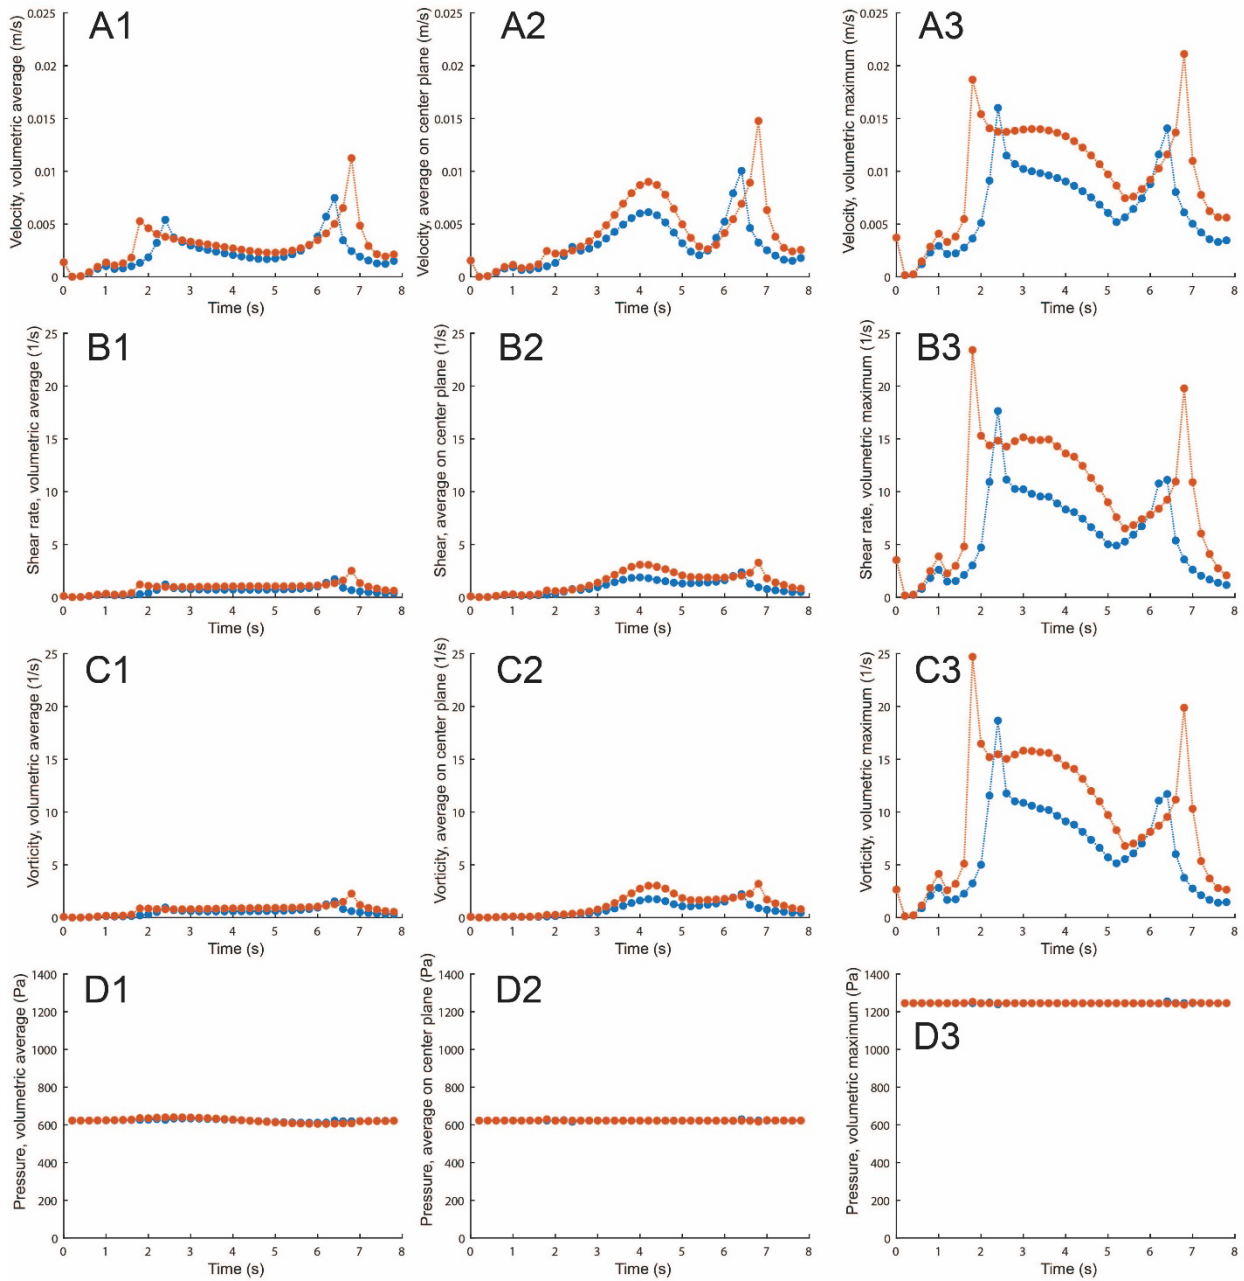 A1
Velocity, volumetric average (m/s)
0.025
0.02
0.015
0.01
0.005
0
0 1 2 3 4 5 6 7 8
Time (s)
A2
Velocity, average on center plane (m/s)
0.025
0.02
0.015
0.01
0.005
0
0 1 2 3 4 5 6 7 8
Time (s)
A3
Velocity, volumetric maximum (m/s)
0.025
0.02
0.015
0.01
0.005
0
0 1 2 3 4 5 6 7 8
Time (s)
B1
Shear rate, volumetric average (1/s)
25
20
15
10
5
0
0 1 2 3 4 5 6 7 8
Time (s)
B2
Shear, average on center plane (1/s)
25
20
15
10
5
0
0 1 2 3 4 5 6 7 8
Time (s)
B3
Shear rate, volumetric maximum (1/s)
25
20
15
10
5
0
0 1 2 3 4 5 6 7 8
Time (s)
C1
Vorticity, volumetric average (1/s)
25
20
15
10
5
0
0 1 2 3 4 5 6 7 8
Time (s)
C2
Vorticity, average on center plane (1/s)
25
20
15
10
5
0
0 1 2 3 4 5 6 7 8
Time (s)
C3
Vorticity, volumetric maximum (1/s)
25
20
15
10
5
0
0 1 2 3 4 5 6 7 8
Time (s)
D1
Pressure, volumetric average (Pa)
1400
1200
1000
800
600
400
200
0
0 1 2 3 4 5 6 7 8
Time (s)
D2
Pressure, average on center plane (Pa)
1400
1200
1000
800
600
400
200
0
0 1 2 3 4 5 6 7 8
Time (s)
D3
Pressure, volumetric maximum (Pa)
1400
1200
1000
800
600
400
200
0
0 1 2 3 4 5 6 7 8
Time (s)